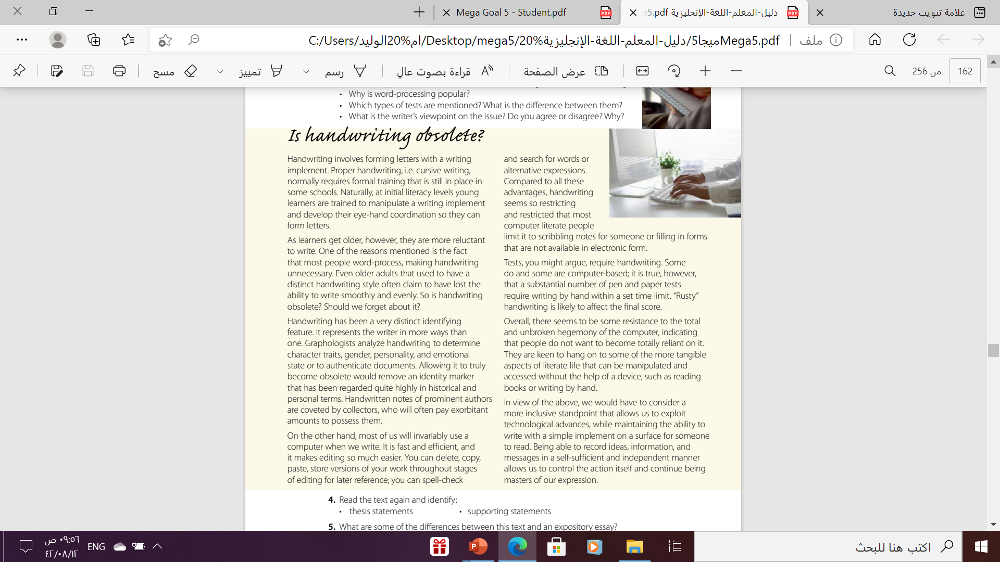 علامة تبويب جديدة
دليل-المعلم-اللغة-الإنجليزية a5.pdf
Mega Goal 5 - Student.pdf
ملف
C:/Users/ام%20الوليد/Desktop/mega5/دليل-المعلم-اللغة-الإنجليزية%20ميجا5Mega5.pdf
162
من 256
عرض الصفحة
قراءة بصوت عالٍ
رسم
تمييز
مسح
• Why is word-processing popular?
• Which types of tests are mentioned? What is the difference between them?
• What is the writer's viewpoint on the issue? Do you agree or disagree? Why?
Is handwriting obsolete?
Handwriting involves forming letters with a writing
implement. Proper handwriting, i.e. cursive writing,
normally requires formal training that is still in place in
some schools. Naturally, at initial literacy levels young
learners are trained to manipulate a writing implement
and develop their eye-hand coordination so they can
form letters.
As learners get older, however, they are more reluctant
to write. One of the reasons mentioned is the fact
that most people word-process, making handwriting
unnecessary. Even older adults that used to have a
distinct handwriting style often claim to have lost the
ability to write smoothly and evenly. So is handwriting
obsolete? Should we forget about it?
Handwriting has been a very distinct identifying
feature. It represents the writer in more ways than
one. Graphologists analyze handwriting to determine
character traits, gender, personality, and emotional
state or to authenticate documents. Allowing it to truly
become obsolete would remove an identity marker
that has been regarded quite highly in historical and
personal terms. Handwritten notes of prominent authors
are coveted by collectors, who will often pay exorbitant
amounts to possess them.
On the other hand, most of us will invariably use a
computer when we write. It is fast and efficient, and
it makes editing so much easier. You can delete, copy,
paste, store versions of your work throughout stages
of editing for later reference; you can spell-check
and search for words or
alternative expressions.
Compared to all these
advantages, handwriting
seems so restricting
and restricted that most
computer literate people
limit it to scribbling notes for someone or filling in forms
that are not available in electronic form.
Tests, you might argue, require handwriting. Some
do and some are computer-based; it is true, however,
that a substantial number of pen and paper tests
require writing by hand within a set time limit. “Rusty”
handwriting is likely to affect the final score.
Overall, there seems to be some resistance to the total
and unbroken hegemony of the computer, indicating
that people do not want to become totally reliant on it.
They are keen to hang on to some of the more tangible
aspects of literate life that can be manipulated and
accessed without the help of a device, such as reading
books or writing by hand.
In view of the above, we would have to consider a
more inclusive standpoint that allows us to exploit
technological advances, while maintaining the ability to
write with a simple implement on a surface for someone
to read. Being able to record ideas, information, and
messages in a self-sufficient and independent manner
allows us to control the action itself and continue being
masters of our expression.
4. Read the text again and identify:
• thesis statements • supporting statements
5. What are some of the differences between this text and an expository essay?
اكتب هنا للبحث
ENG
٠٩:٥٦ ص
٤٢/٠٨/١٢